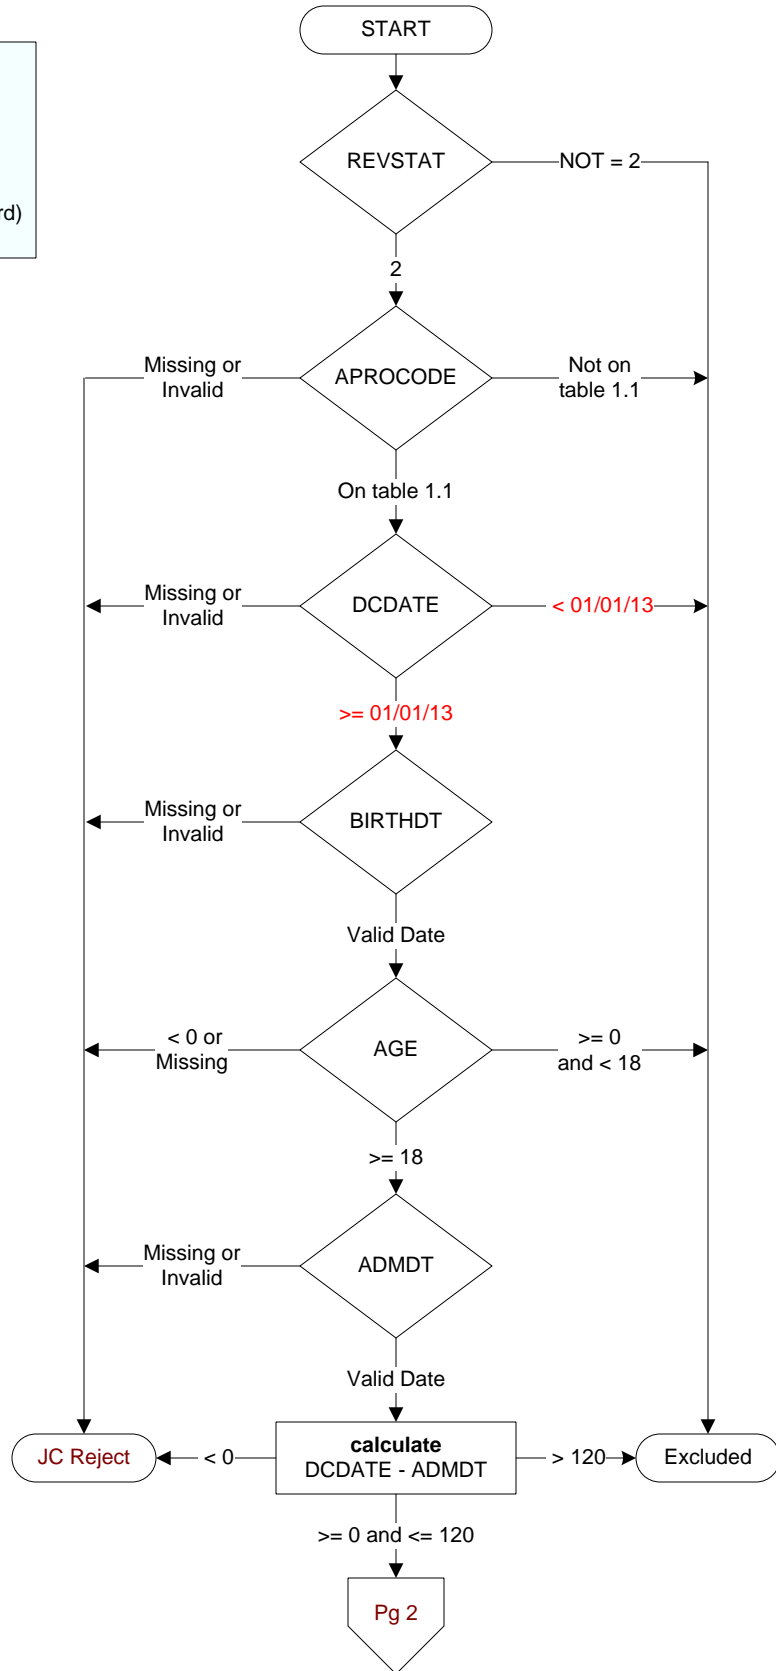 START
REVSTAT
NOT = 2
rd)
2
Missing or
Invalid
APROCODE
Not on
table 1.1
On table 1.1
Missing or
Invalid
DCDATE
< 01/01/13
>= 01/01/13
Missing or
Invalid
BIRTHDT
Valid Date
< 0 or
Missing
AGE
>= 0
and < 18
>= 18
Missing or
Invalid
ADMDT
Valid Date
JC Reject
< 0
calculate
DCDATE - ADMDT
> 120
Excluded
>= 0 and <= 120
Pg 2